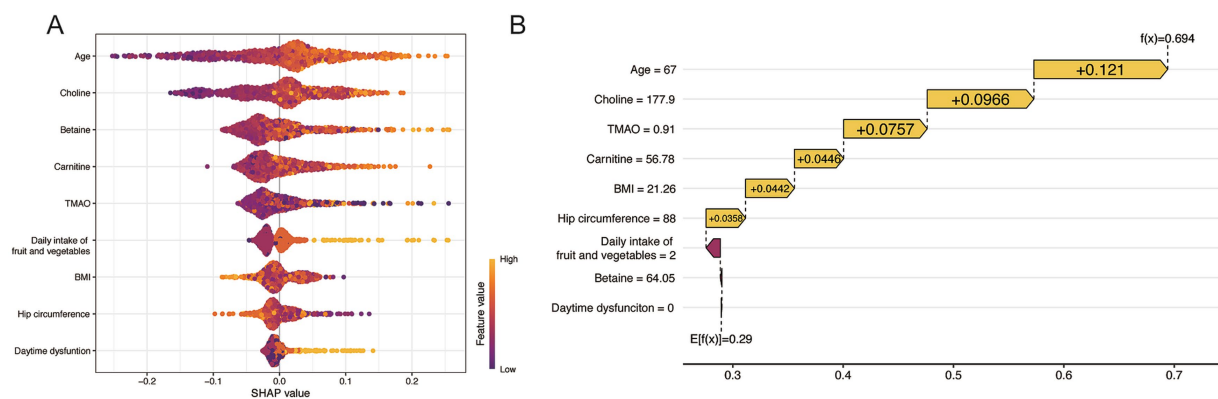 A
Age
Choline
Betaine
Carnitine
TMAO
Daily intake of
fruit and vegetables
BMI
Hip circumference
Daytime dysfuntion
-0.2 -0.1 0.0 0.1 0.2
SHAP value
High
Feature value
Low
B
f(x)=0.694
Age = 67
+0.121
Choline = 177.9
+0.0966
TMAO = 0.91
+0.0757
Carnitine = 56.78
+0.0446
BMI = 21.26
+0.0442
Hip circumference = 88
+0.0358
Daily intake of
fruit and vegetables = 2
Betaine = 64.05
Daytime dysfunciton = 0
E[f(x)]=0.29
0.3 0.4 0.5 0.6 0.7